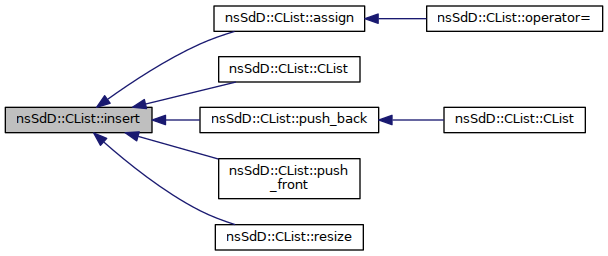 nsSdD::CList::assign
nsSdD::CList::operator=
nsSdD::CList::CList
nsSdD::CList::insert
nsSdD::CList::push_back
nsSdD::CList::CList
nsSdD::CList::push
_front
nsSdD::CList::resize